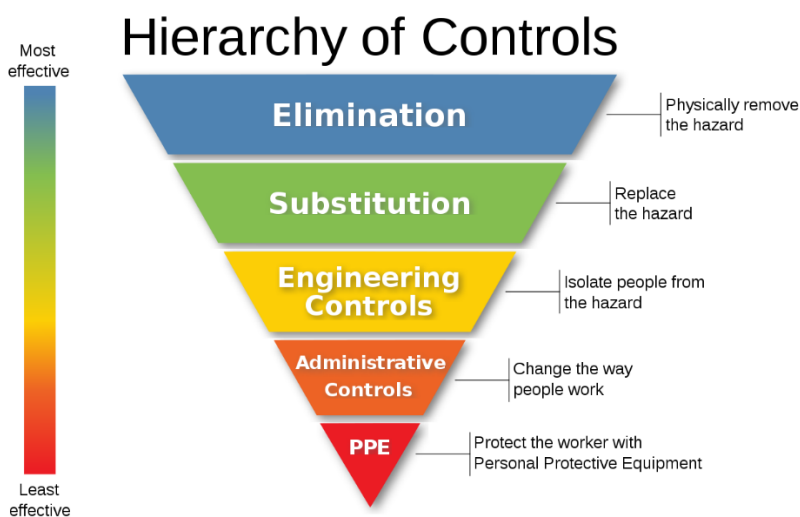 Hierarchy of Controls
Most
effective
Elimination
Physically remove
the hazard
Substitution
Replace
the hazard
Engineering
Controls
Isolate people from
the hazard
Administrative
Controls
Change the way
people work
PPE
Protect the worker with
Personal Protective Equipment
Least
effective